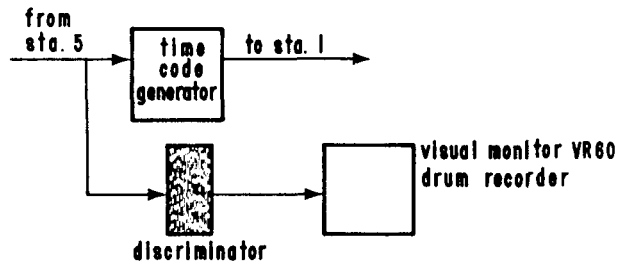 from
sta. 5
time
code
generator
to sta. 1
visual monitor VR60
drum recorder
discriminator